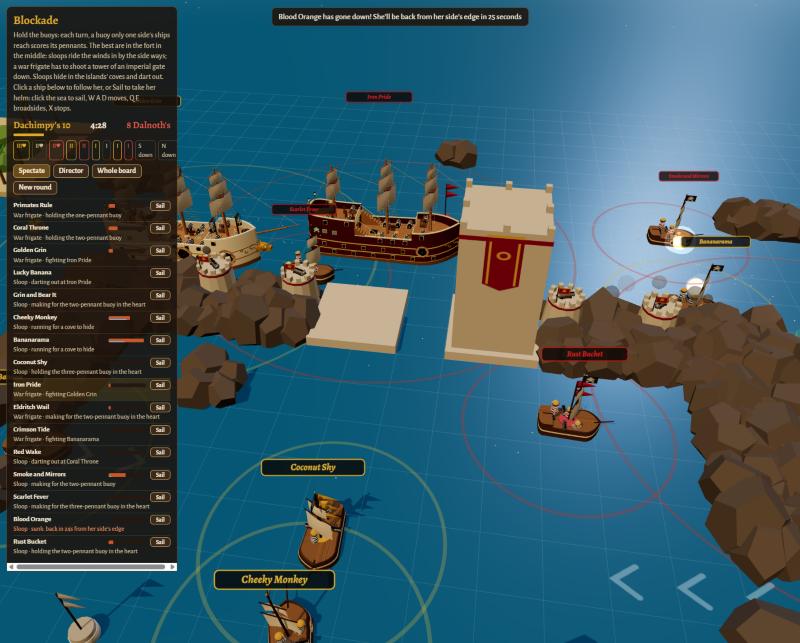 Blockade
Hold the buoys: each turn, a buoy only one side's ships
reach scores its pennants. The best are in the fort in
the middle: sloops ride the winds in by the side ways;
a war frigate has to shoot a tower of an imperial gate
down. Sloops hide in the islands' coves and dart out.
Click a ship below to follow her, or Sail to take her
helm: click the sea to sail, W A D moves, Q E
broadsides, X stops.
Dachimpy's 10 4:28 8 Dalnoth's
S down
N down
Spectate Director Whole board
New round
Primates Rule Sail
War frigate · holding the one-pennant buoy
Coral Throne Sail
War frigate · holding the two-pennant buoy
Golden Grin Sail
War frigate · fighting Iron Pride
Lucky Banana Sail
Sloop · darting out at Iron Pride
Grin and Bear It Sail
Sloop · making for the two-pennant buoy in the heart
Cheeky Monkey Sail
Sloop · running for a cove to hide
Bananarama Sail
Sloop · running for a cove to hide
Coconut Shy Sail
Sloop · holding the three-pennant buoy in the heart
Iron Pride Sail
War frigate · fighting Golden Grin
Eldritch Wail Sail
War frigate · making for the two-pennant buoy in the heart
Crimson Tide Sail
War frigate · fighting Bananarama
Red Wake Sail
Sloop · darting out at Coral Throne
Smoke and Mirrors Sail
Sloop · making for the two-pennant buoy
Scarlet Fever Sail
Sloop · making for the three-pennant buoy in the heart
Blood Orange Sail
Sloop · sunk: back in 24s from her side's edge
Rust Bucket Sail
Sloop · holding the two-pennant buoy in the heart
Blood Orange has gone down! She'll be back from her side's edge in 25 seconds
Iron Pride
Smoke and Mirrors
Scarlet Fever
Bananarama
Rust Bucket
Coconut Shy
Cheeky Monkey